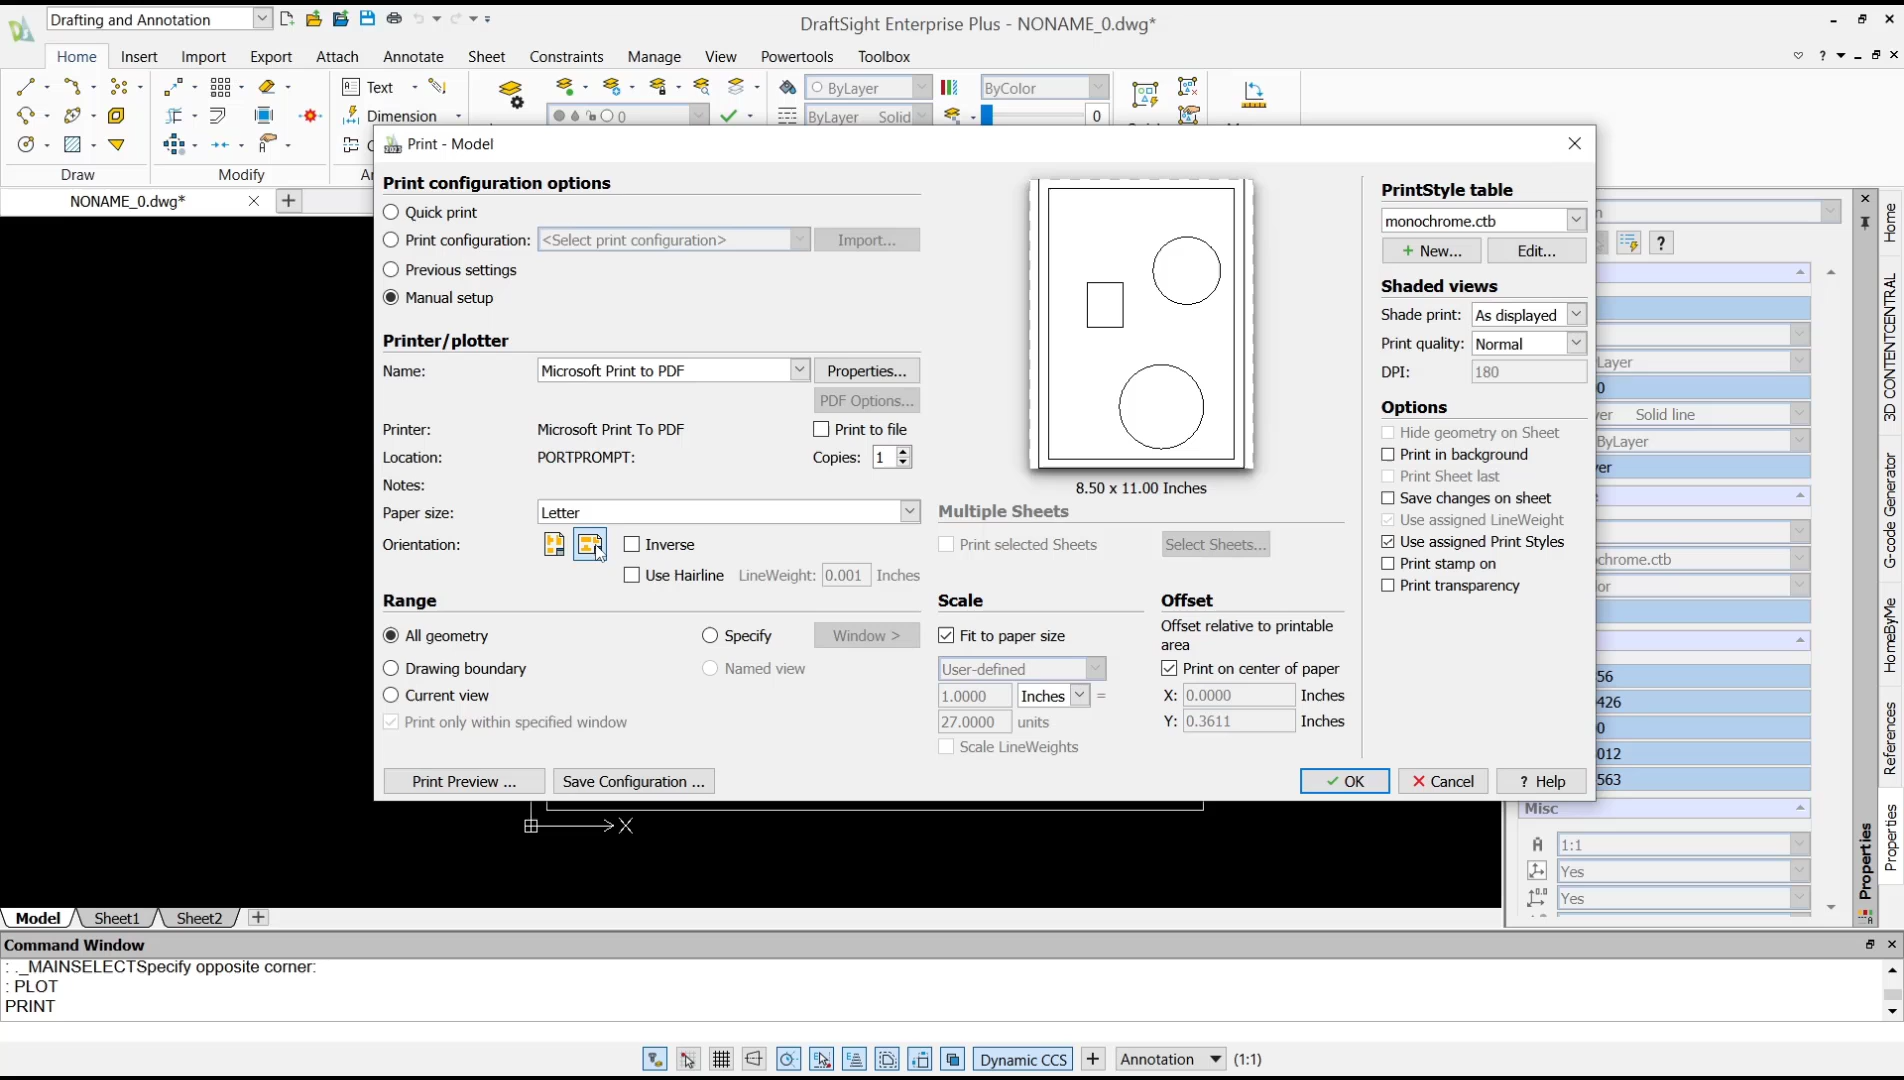 Drafting and Annotation
DraftSight Enterprise Plus - NONAME_0.dwg*
Home Insert Import Export Attach Annotate Sheet Constraints Manage View Powertools Toolbox
Text
ByLayer
ByColor
Dimension
0
ByLayer Solid
0
Draw
Modify
NONAME_0.dwg*
Print - Model
Print configuration options
Quick print
Print configuration: <Select print configuration> Import...
Previous settings
Manual setup
Printer/plotter
Name: Microsoft Print to PDF Properties...
PDF Options...
Printer: Microsoft Print To PDF Print to file
Location: PORTPROMPT: Copies: 1
Notes:
Paper size: Letter
Orientation: Inverse
Use Hairline LineWeight: 0.001 Inches
Range
All geometry Specify Window >
Drawing boundary Named view
Current view
Print only within specified window
Print Preview ... Save Configuration ...
8.50 x 11.00 Inches
Multiple Sheets
Print selected Sheets Select Sheets...
Scale
Fit to paper size
User-defined
1.0000 Inches =
27.0000 units
Scale LineWeights
Offset
Offset relative to printable
area
Print on center of paper
X: 0.0000 Inches
Y: 0.3611 Inches
PrintStyle table
monochrome.ctb
+ New... Edit...
Shaded views
Shade print: As displayed
Print quality: Normal
DPI: 180
Options
Hide geometry on Sheet
Print in background
Print Sheet last
Save changes on sheet
Use assigned LineWeight
Use assigned Print Styles
Print stamp on
Print transparency
OK Cancel ? Help
Solid line
56
426
0
012
563
Misc
1:1
Yes
Yes
Home
3D CONTENTCENTRAL
G-code Generator
HomeByMe
References
Properties
Properties
X
Model Sheet1 Sheet2 +
Command Window
: ._MAINSELECTSpecify opposite corner:
: PLOT
PRINT
Dynamic CCS + Annotation (1:1)